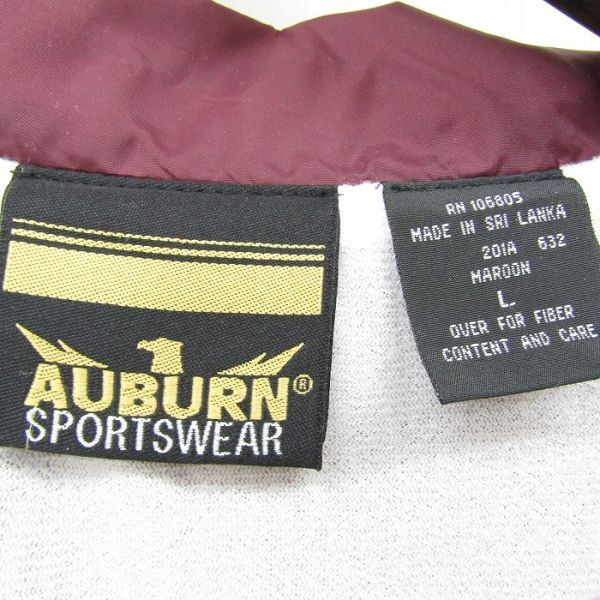 AUBURN®
SPORTSWEAR
RN 106805
MADE IN SRI LANKA
201A 632
MAROON
L
OVER FOR FIBER
CONTENT AND CARE